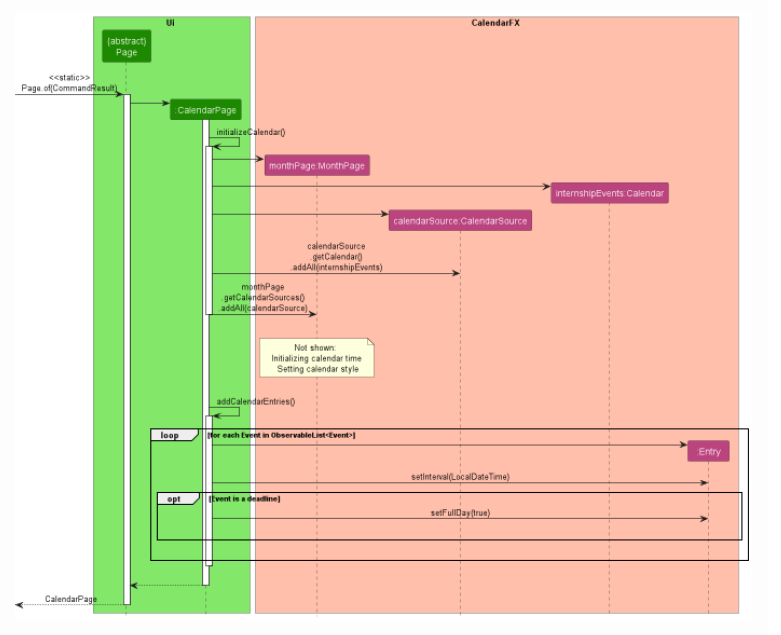 Ui
CalendarFX
{abstract}
Page
<<static>>
Page.of(CommandResult)
:CalendarPage
initializeCalendar()
monthPage:MonthPage
internshipEvents:Calendar
calendarSource:CalendarSource
calendarSource
.getCalendar()
.addAll(internshipEvents)
monthPage
.getCalendarSources()
.addAll(calendarSource)
Not shown:
Initializing calendar time
Setting calendar style
addCalendarEntries()
loop
[for each Event in ObservableList<Event>]
:Entry
setInterval(LocalDateTime)
opt
[Event is a deadline]
setFullDay(true)
CalendarPage